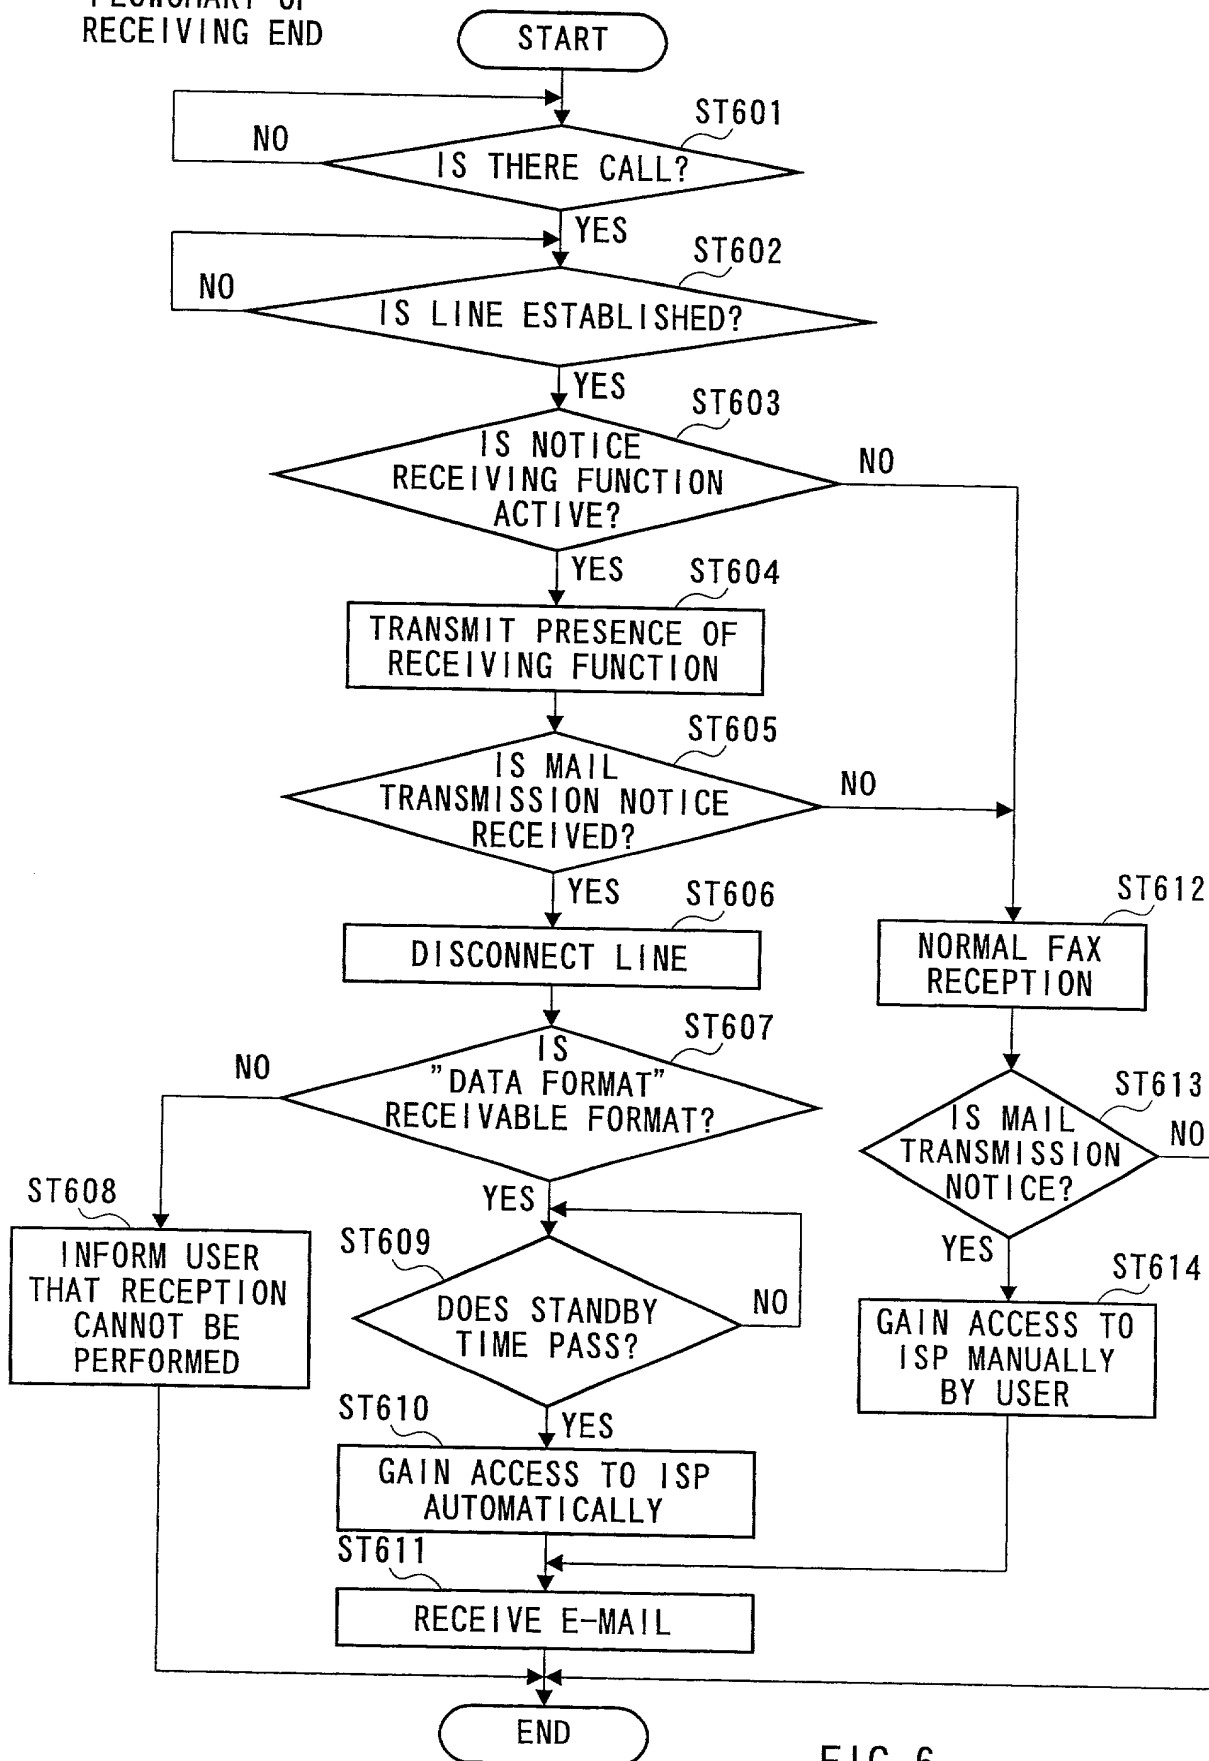 FLOWCHART OF
RECEIVING END
START
ST601
NO
IS THERE CALL?
YES
ST602
NO
IS LINE ESTABLISHED?
YES
ST603
IS NOTICE
RECEIVING FUNCTION
ACTIVE?
NO
YES
ST604
TRANSMIT PRESENCE OF
RECEIVING FUNCTION
ST605
IS MAIL
TRANSMISSION NOTICE
RECEIVED?
NO
YES
ST606
DISCONNECT LINE
ST612
NORMAL FAX
RECEPTION
ST607
IS
"DATA FORMAT"
RECEIVABLE FORMAT?
NO
ST613
IS MAIL
TRANSMISSION
NOTICE?
NO
YES
ST608
INFORM USER
THAT RECEPTION
CANNOT BE
PERFORMED
YES
ST609
DOES STANDBY
TIME PASS?
NO
ST614
GAIN ACCESS TO
ISP MANUALLY
BY USER
ST610
YES
GAIN ACCESS TO ISP
AUTOMATICALLY
ST611
RECEIVE E-MAIL
END
FIG.6